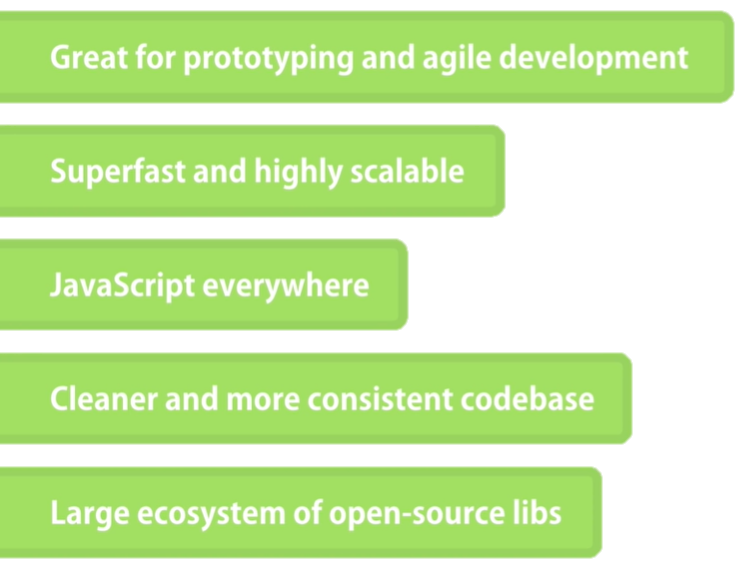 Great for prototyping and agile development
Superfast and highly scalable
JavaScript everywhere
Cleaner and more consistent codebase
Large ecosystem of open-source libs